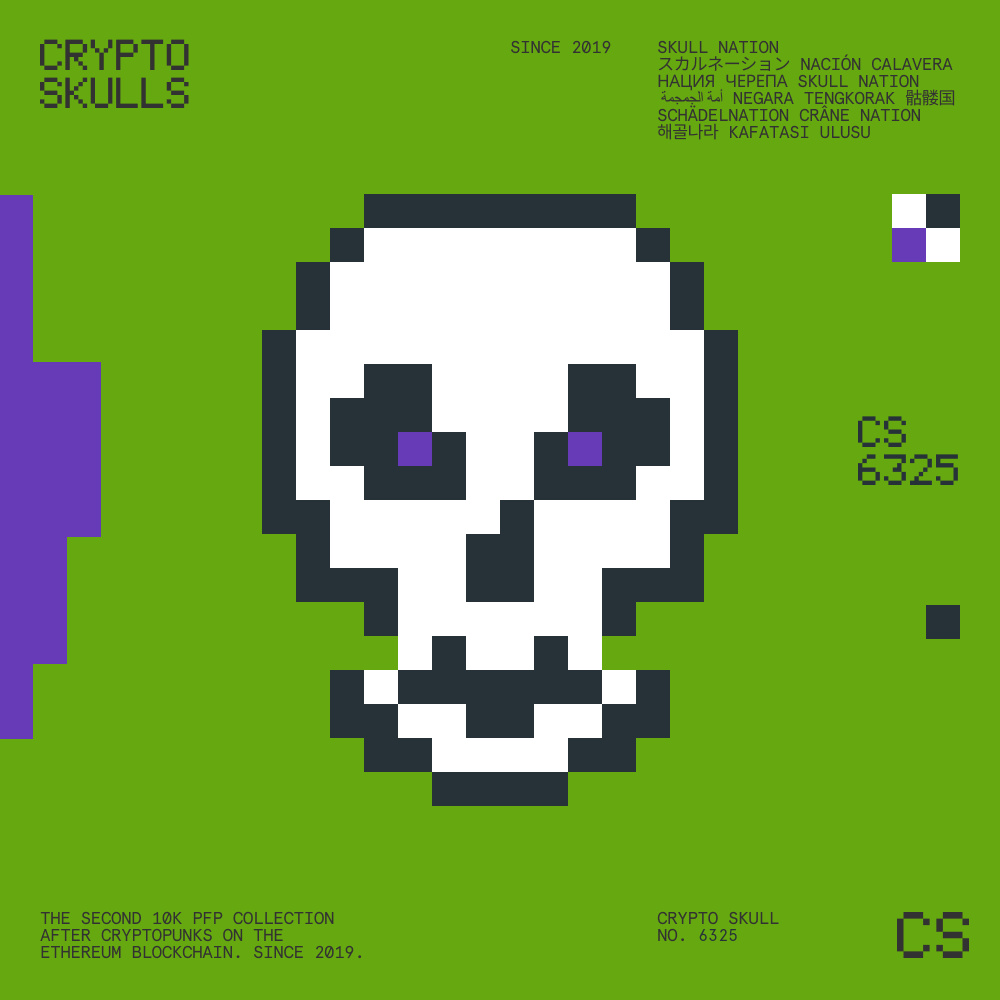 CRYPTO
SKULLS
SINCE 2019
SKULL NATION
スカルネーション NACIÓN CALAVERA
НАЦИЯ ЧЕРЕПА SKULL NATION
أمة الجمجمة NEGARA TENGKORAK 骷髏国
SCHÄDELNATION CRÂNE NATION
해골나라 KAFATASI ULUSU
CS
6325
THE SECOND 10K PFP COLLECTION
AFTER CRYPTOPUNKS ON THE
ETHEREUM BLOCKCHAIN. SINCE 2019.
CRYPTO SKULL
NO. 6325
CS